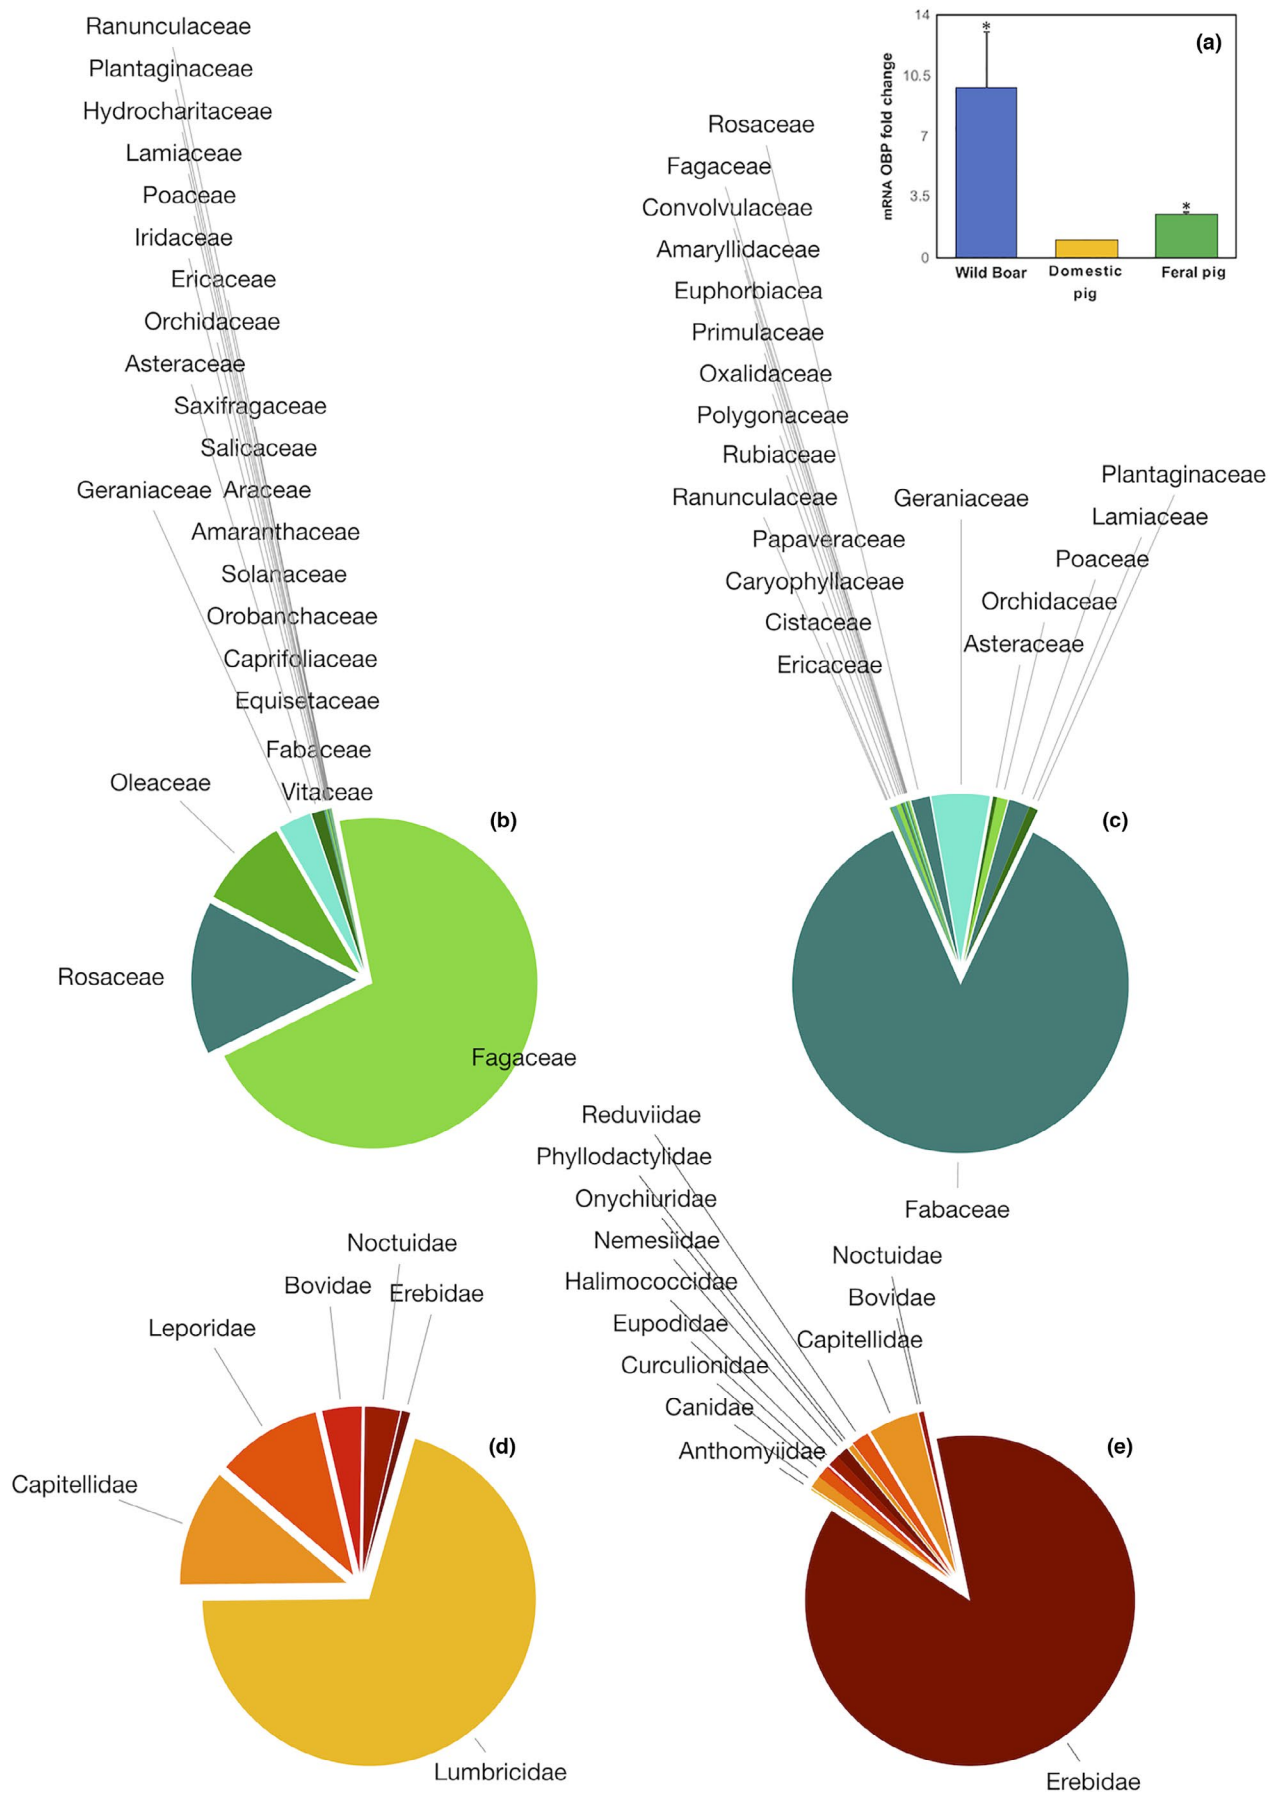 Ranunculaceae
Plantaginaceae
Hydrocharitaceae
Lamiaceae
Poaceae
Iridaceae
Ericaceae
Orchidaceae
Asteraceae
Saxifragaceae
Salicaceae
Geraniaceae Araceae
Amaranthaceae
Solanaceae
Orobanchaceae
Caprifoliaceae
Equisetaceae
Fabaceae
Oleaceae
Vitaceae
(b)
Rosaceae
Fagaceae
(a)
mRNA OBP fold change
14
10.5
7
3.5
0
*
*
Wild Boar
Domestic
pig
Feral pig
Rosaceae
Fagaceae
Convolvulaceae
Amaryllidaceae
Euphorbiacea
Primulaceae
Oxalidaceae
Polygonaceae
Rubiaceae
Ranunculaceae
Papaveraceae
Caryophyllaceae
Cistaceae
Ericaceae
Geraniaceae
Plantaginaceae
Lamiaceae
Poaceae
Orchidaceae
Asteraceae
(c)
Fabaceae
Noctuidae
Bovidae
Erebidae
Leporidae
Capitellidae
(d)
Lumbricidae
Reduviidae
Phyllodactylidae
Onychiuridae
Nemesiidae
Halimococcidae
Eupodidae
Curculionidae
Canidae
Anthomyiidae
Noctuidae
Bovidae
Capitellidae
(e)
Erebidae